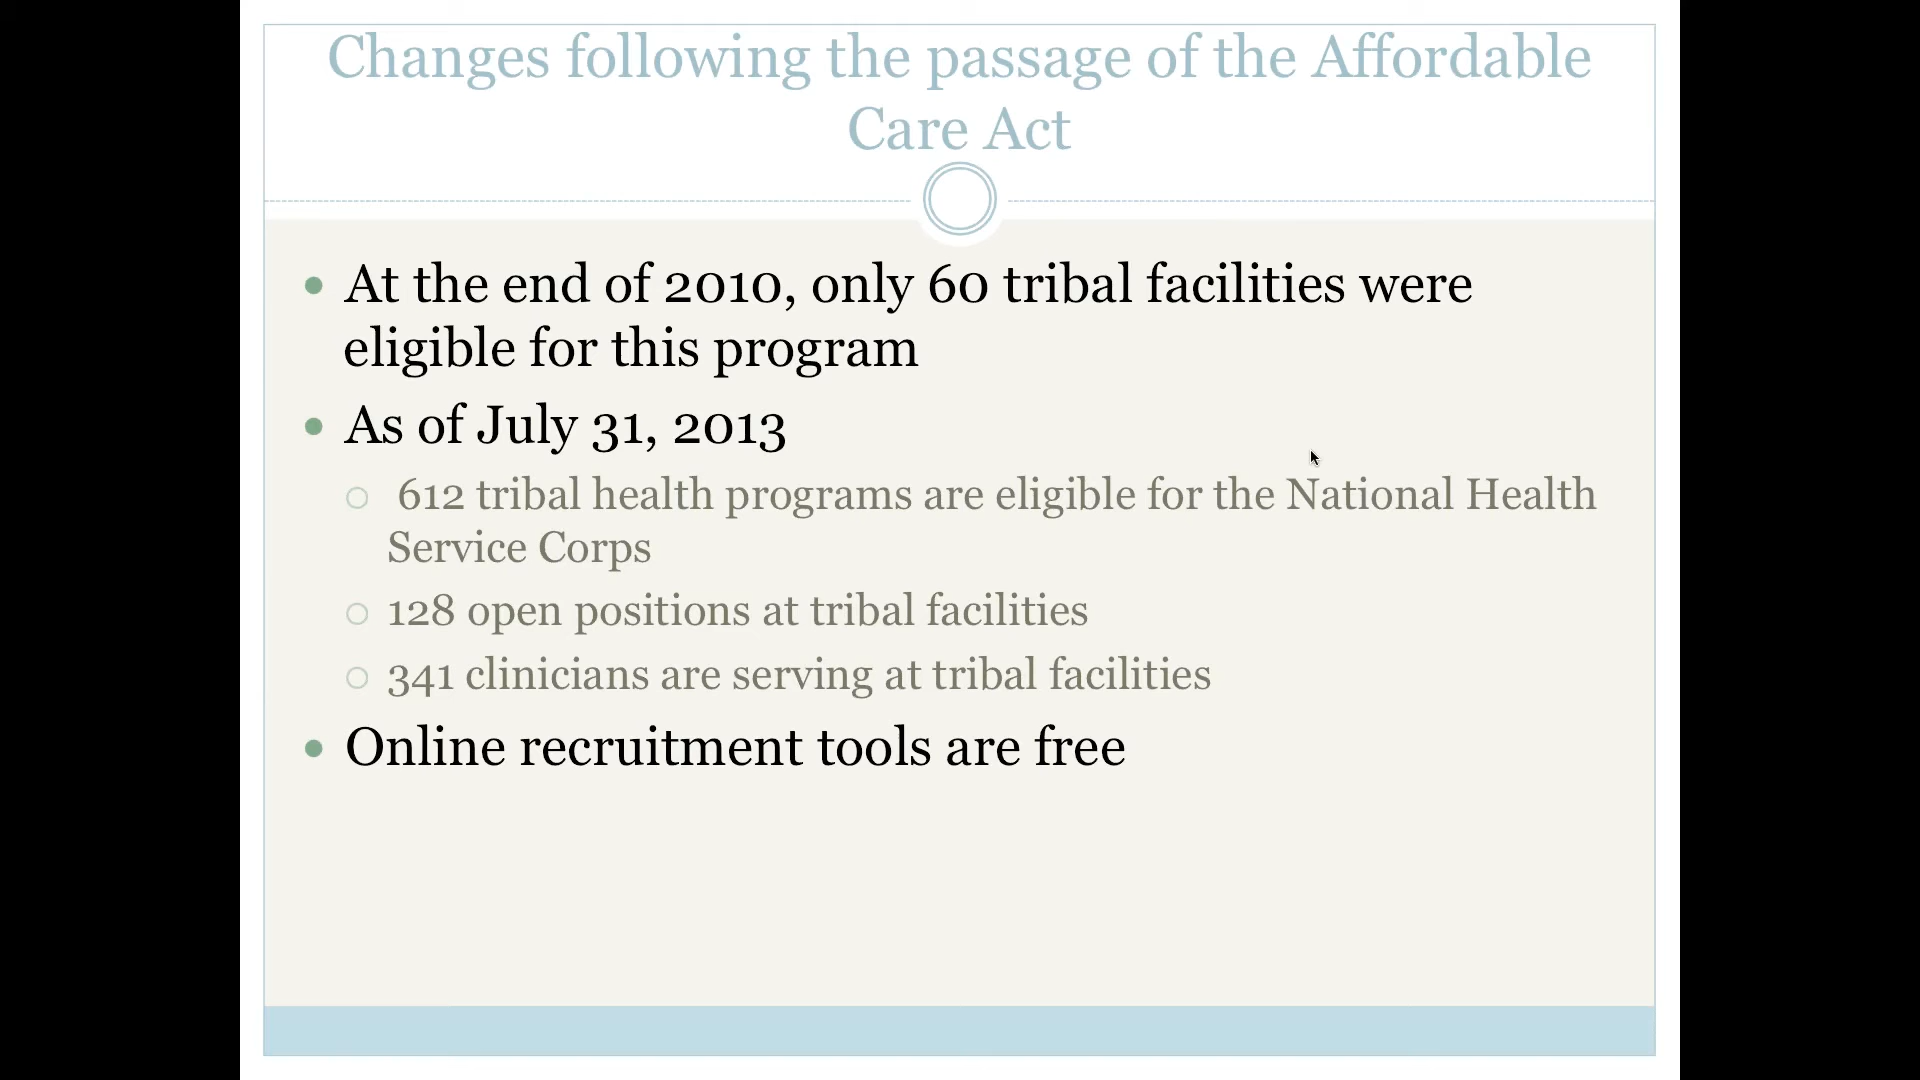 Changes following the passage of the Affordable
Care Act
• At the end of 2010, only 60 tribal facilities were
eligible for this program
• As of July 31, 2013
○ 612 tribal health programs are eligible for the National Health
Service Corps
○ 128 open positions at tribal facilities
○ 341 clinicians are serving at tribal facilities
• Online recruitment tools are free